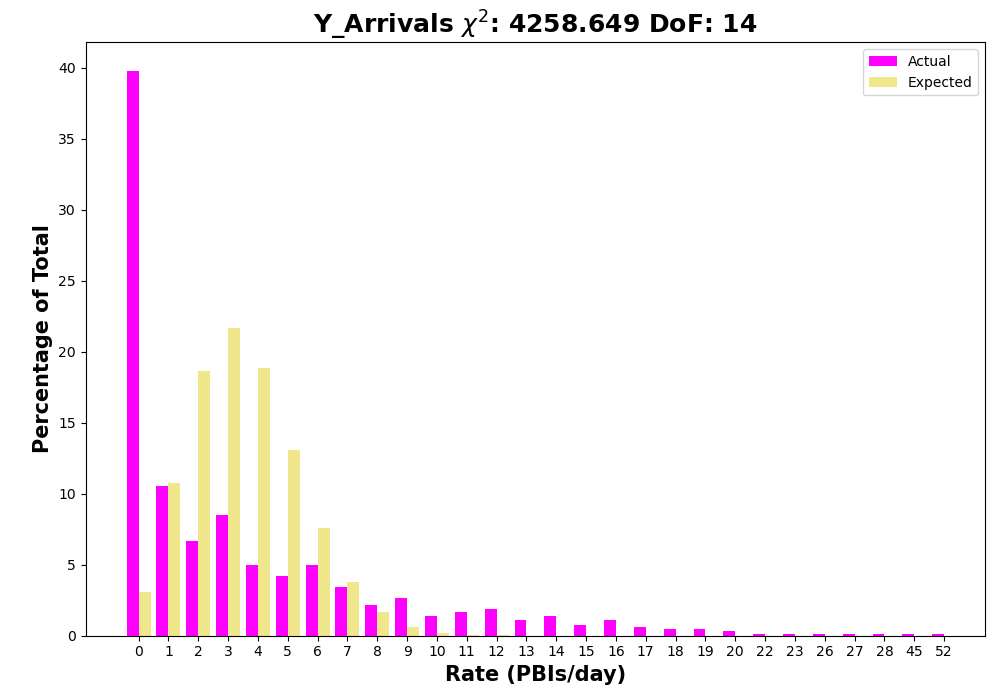 Y_Arrivals χ²: 4258.649 DoF: 14
Actual
Expected
40
35
30
25
20
15
10
5
0
Percentage of Total
0 1 2 3 4 5 6 7 8 9 10 11 12 13 14 15 16 17 18 19 20 22 23 26 27 28 45 52
Rate (PBIs/day)